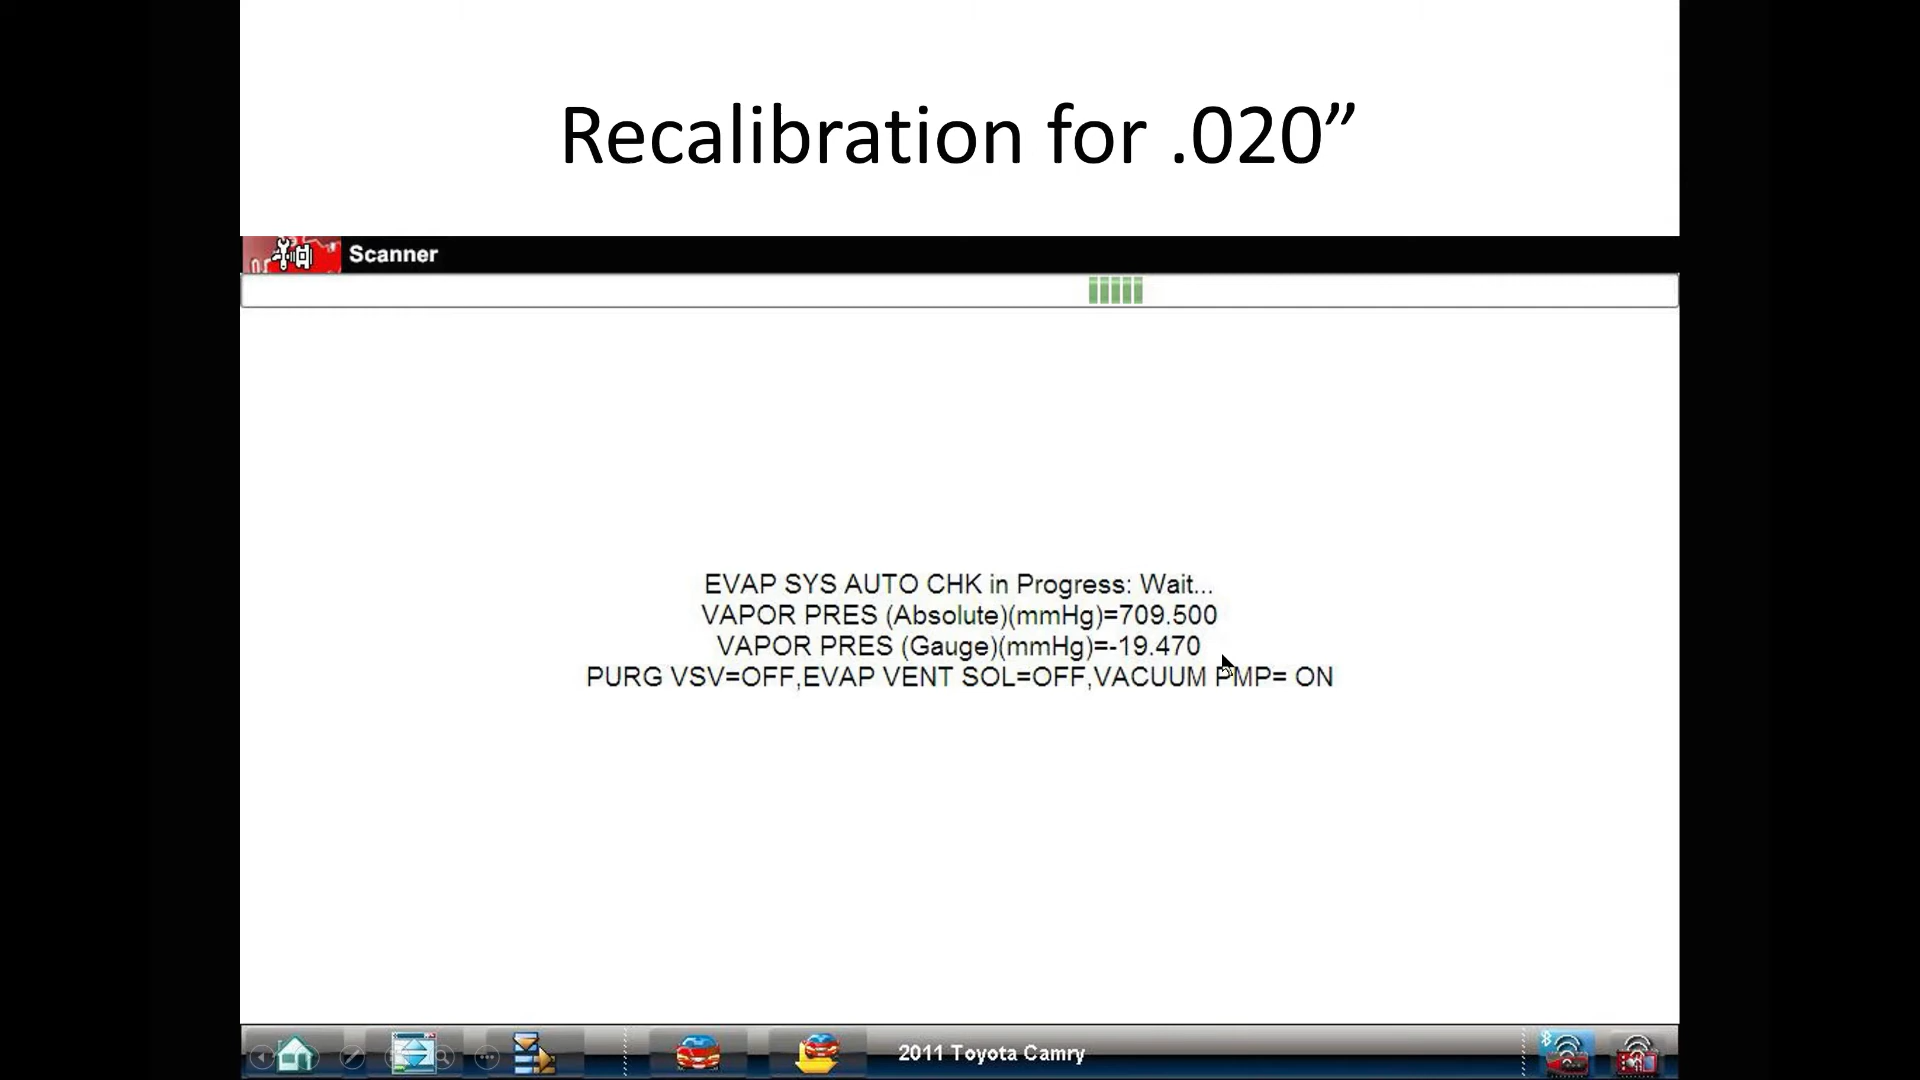 Recalibration for .020”
Scanner
EVAP SYS AUTO CHK in Progress: Wait...
VAPOR PRES (Absolute)(mmHg)=709.500
VAPOR PRES (Gauge)(mmHg)=-19.470
PURG VSV=OFF,EVAP VENT SOL=OFF,VACUUM PMP= ON
2011 Toyota Camry